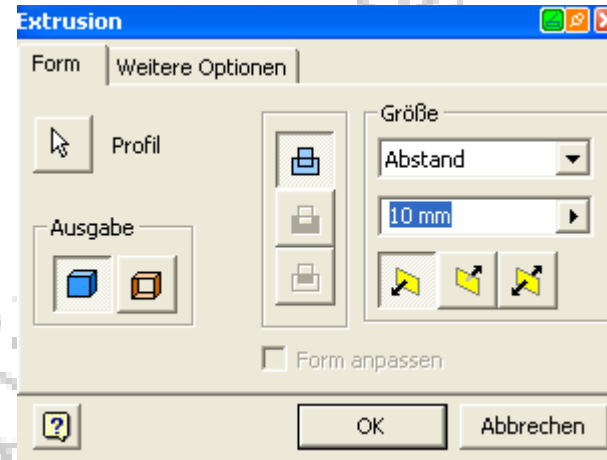 Extrusion
Form
Weitere Optionen
Profil
Ausgabe
Größe
Abstand
10 mm
Form anpassen
OK
Abbrechen